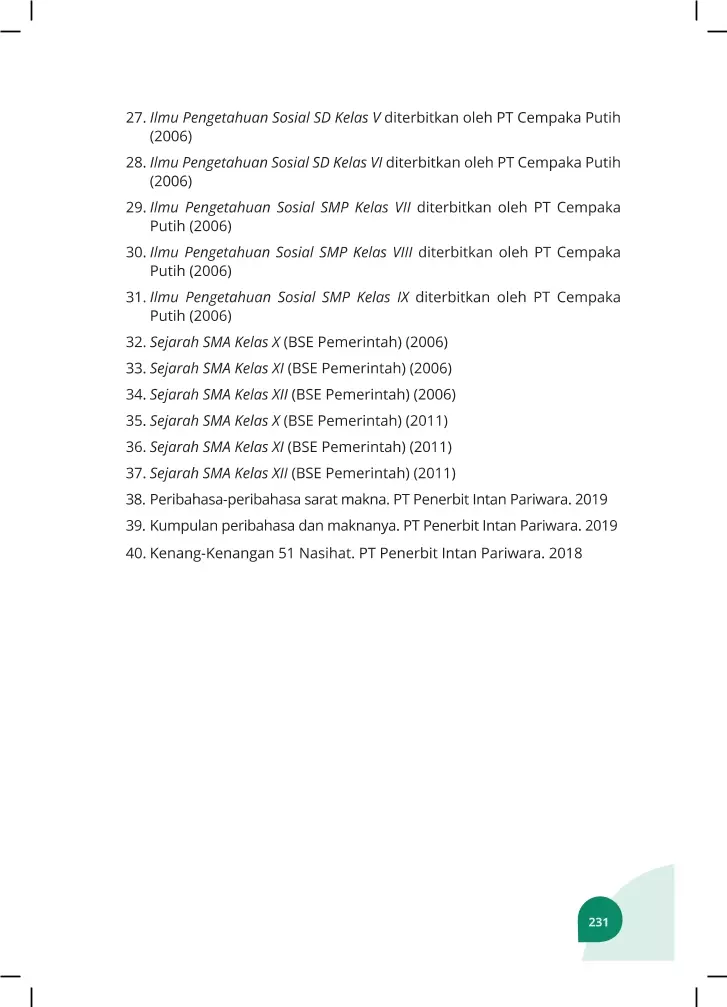 27. Ilmu Pengetahuan Sosial SD Kelas V diterbitkan oleh PT Cempaka Putih
(2006)
28. Ilmu Pengetahuan Sosial SD Kelas VI diterbitkan oleh PT Cempaka Putih
(2006)
29. Ilmu Pengetahuan Sosial SMP Kelas VII diterbitkan oleh PT Cempaka
Putih (2006)
30. Ilmu Pengetahuan Sosial SMP Kelas VIII diterbitkan oleh PT Cempaka
Putih (2006)
31. Ilmu Pengetahuan Sosial SMP Kelas IX diterbitkan oleh PT Cempaka
Putih (2006)
32. Sejarah SMA Kelas X (BSE Pemerintah) (2006)
33. Sejarah SMA Kelas XI (BSE Pemerintah) (2006)
34. Sejarah SMA Kelas XII (BSE Pemerintah) (2006)
35. Sejarah SMA Kelas X (BSE Pemerintah) (2011)
36. Sejarah SMA Kelas XI (BSE Pemerintah) (2011)
37. Sejarah SMA Kelas XII (BSE Pemerintah) (2011)
38. Peribahasa-peribahasa sarat makna. PT Penerbit Intan Pariwara. 2019
39. Kumpulan peribahasa dan maknanya. PT Penerbit Intan Pariwara. 2019
40. Kenang-Kenangan 51 Nasihat. PT Penerbit Intan Pariwara. 2018
231